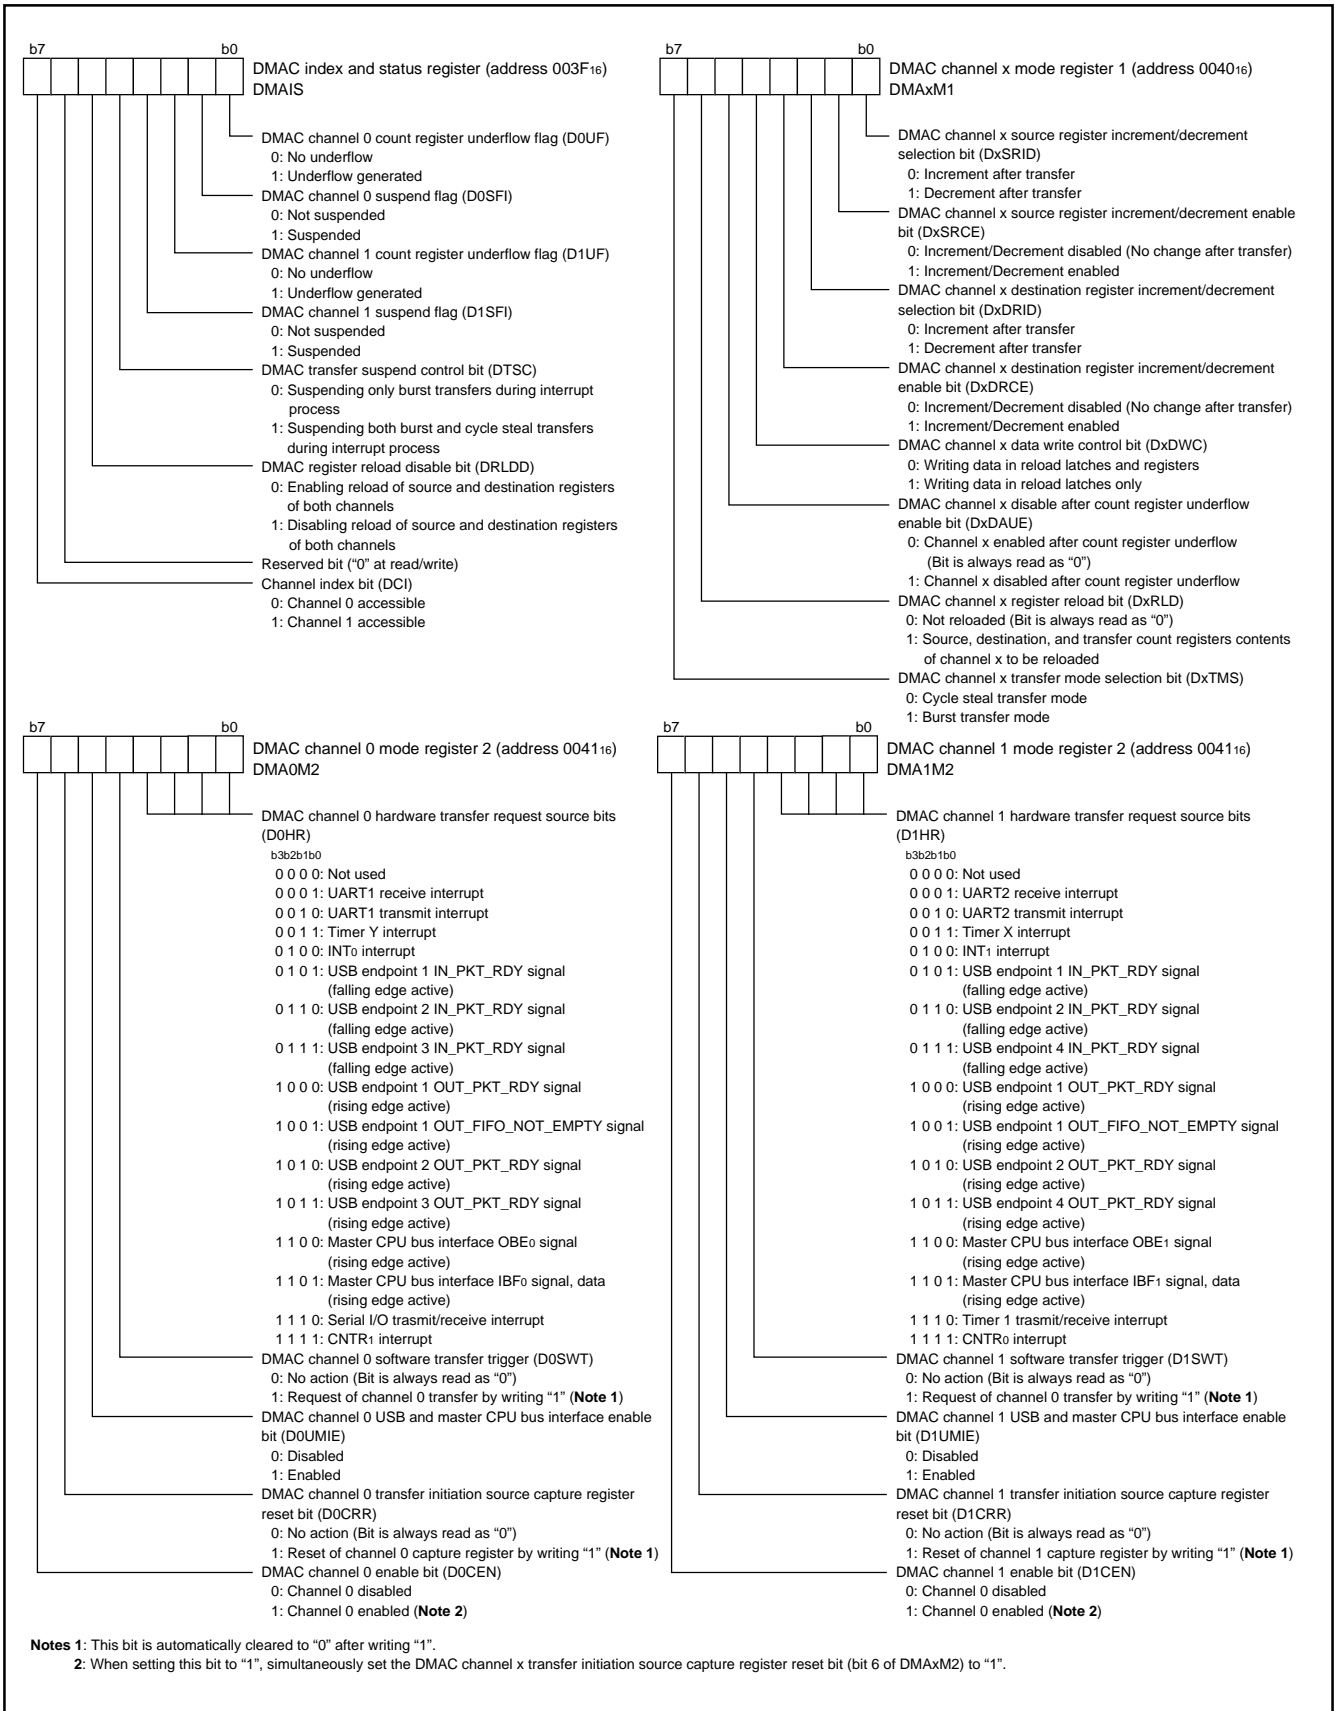 b7 b0
DMAC index and status register (address 003F16)
DMAIS
DMAC channel 0 count register underflow flag (D0UF)
0: No underflow
1: Underflow generated
DMAC channel 0 suspend flag (D0SFI)
0: Not suspended
1: Suspended
DMAC channel 1 count register underflow flag (D1UF)
0: No underflow
1: Underflow generated
DMAC channel 1 suspend flag (D1SFI)
0: Not suspended
1: Suspended
DMAC transfer suspend control bit (DTSC)
0: Suspending only burst transfers during interrupt
process
1: Suspending both burst and cycle steal transfers
during interrupt process
DMAC register reload disable bit (DRLDD)
0: Enabling reload of source and destination registers
of both channels
1: Disabling reload of source and destination registers
of both channels
Reserved bit (“0” at read/write)
Channel index bit (DCI)
0: Channel 0 accessible
1: Channel 1 accessible
b7 b0
DMAC channel x mode register 1 (address 004016)
DMAxM1
DMAC channel x source register increment/decrement
selection bit (DxSRID)
0: Increment after transfer
1: Decrement after transfer
DMAC channel x source register increment/decrement enable
bit (DxSRCE)
0: Increment/Decrement disabled (No change after transfer)
1: Increment/Decrement enabled
DMAC channel x destination register increment/decrement
selection bit (DxDRID)
0: Increment after transfer
1: Decrement after transfer
DMAC channel x destination register increment/decrement
enable bit (DxDRCE)
0: Increment/Decrement disabled (No change after transfer)
1: Increment/Decrement enabled
DMAC channel x data write control bit (DxDWC)
0: Writing data in reload latches and registers
1: Writing data in reload latches only
DMAC channel x disable after count register underflow
enable bit (DxDAUE)
0: Channel x enabled after count register underflow
(Bit is always read as “0”)
1: Channel x disabled after count register underflow
DMAC channel x register reload bit (DxRLD)
0: Not reloaded (Bit is always read as “0”)
1: Source, destination, and transfer count registers contents
of channel x to be reloaded
DMAC channel x transfer mode selection bit (DxTMS)
0: Cycle steal transfer mode
1: Burst transfer mode
b7 b0
DMAC channel 0 mode register 2 (address 004116)
DMA0M2
DMAC channel 0 hardware transfer request source bits
(D0HR)
b3b2b1b0
0 0 0 0: Not used
0 0 0 1: UART1 receive interrupt
0 0 1 0: UART1 transmit interrupt
0 0 1 1: Timer Y interrupt
0 1 0 0: INT0 interrupt
0 1 0 1: USB endpoint 1 IN_PKT_RDY signal
(falling edge active)
0 1 1 0: USB endpoint 2 IN_PKT_RDY signal
(falling edge active)
0 1 1 1: USB endpoint 3 IN_PKT_RDY signal
(falling edge active)
1 0 0 0: USB endpoint 1 OUT_PKT_RDY signal
(rising edge active)
1 0 0 1: USB endpoint 1 OUT_FIFO_NOT_EMPTY signal
(rising edge active)
1 0 1 0: USB endpoint 2 OUT_PKT_RDY signal
(rising edge active)
1 0 1 1: USB endpoint 3 OUT_PKT_RDY signal
(rising edge active)
1 1 0 0: Master CPU bus interface OBE0 signal
(rising edge active)
1 1 0 1: Master CPU bus interface IBF0 signal, data
(rising edge active)
1 1 1 0: Serial I/O trasmit/receive interrupt
1 1 1 1: CNTR1 interrupt
DMAC channel 0 software transfer trigger (D0SWT)
0: No action (Bit is always read as “0”)
1: Request of channel 0 transfer by writing “1” (Note 1)
DMAC channel 0 USB and master CPU bus interface enable
bit (D0UMIE)
0: Disabled
1: Enabled
DMAC channel 0 transfer initiation source capture register
reset bit (D0CRR)
0: No action (Bit is always read as “0”)
1: Reset of channel 0 capture register by writing “1” (Note 1)
DMAC channel 0 enable bit (D0CEN)
0: Channel 0 disabled
1: Channel 0 enabled (Note 2)
b7 b0
DMAC channel 1 mode register 2 (address 004116)
DMA1M2
DMAC channel 1 hardware transfer request source bits
(D1HR)
b3b2b1b0
0 0 0 0: Not used
0 0 0 1: UART2 receive interrupt
0 0 1 0: UART2 transmit interrupt
0 0 1 1: Timer X interrupt
0 1 0 0: INT1 interrupt
0 1 0 1: USB endpoint 1 IN_PKT_RDY signal
(falling edge active)
0 1 1 0: USB endpoint 2 IN_PKT_RDY signal
(falling edge active)
0 1 1 1: USB endpoint 4 IN_PKT_RDY signal
(falling edge active)
1 0 0 0: USB endpoint 1 OUT_PKT_RDY signal
(rising edge active)
1 0 0 1: USB endpoint 1 OUT_FIFO_NOT_EMPTY signal
(rising edge active)
1 0 1 0: USB endpoint 2 OUT_PKT_RDY signal
(rising edge active)
1 0 1 1: USB endpoint 4 OUT_PKT_RDY signal
(rising edge active)
1 1 0 0: Master CPU bus interface OBE1 signal
(rising edge active)
1 1 0 1: Master CPU bus interface IBF1 signal, data
(rising edge active)
1 1 1 0: Timer 1 trasmit/receive interrupt
1 1 1 1: CNTR0 interrupt
DMAC channel 1 software transfer trigger (D1SWT)
0: No action (Bit is always read as “0”)
1: Request of channel 0 transfer by writing “1” (Note 1)
DMAC channel 1 USB and master CPU bus interface enable
bit (D1UMIE)
0: Disabled
1: Enabled
DMAC channel 1 transfer initiation source capture register
reset bit (D1CRR)
0: No action (Bit is always read as “0”)
1: Reset of channel 1 capture register by writing “1” (Note 1)
DMAC channel 1 enable bit (D1CEN)
0: Channel 0 disabled
1: Channel 0 enabled (Note 2)
Notes 1: This bit is automatically cleared to “0” after writing “1”.
2: When setting this bit to “1”, simultaneously set the DMAC channel x transfer initiation source capture register reset bit (bit 6 of DMAxM2) to “1”.